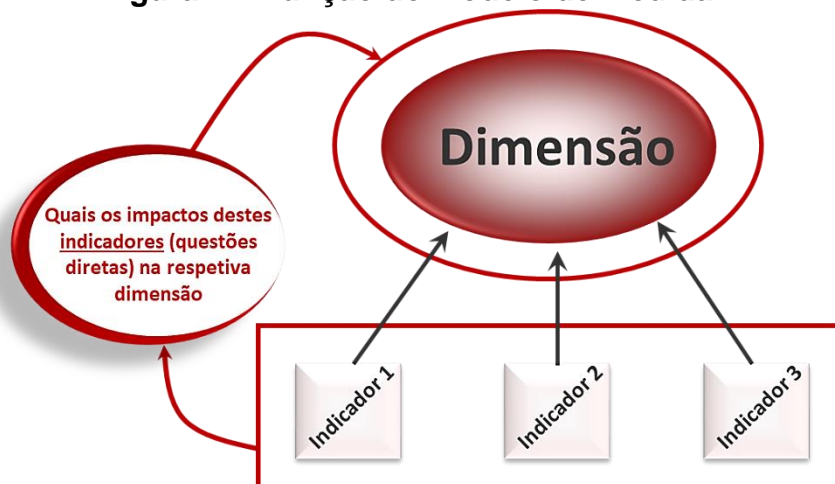 Dimensão
Quais os impactos destes
indicadores (questões
diretas) na respetiva
dimensão
Indicador 1
Indicador 2
Indicador 3